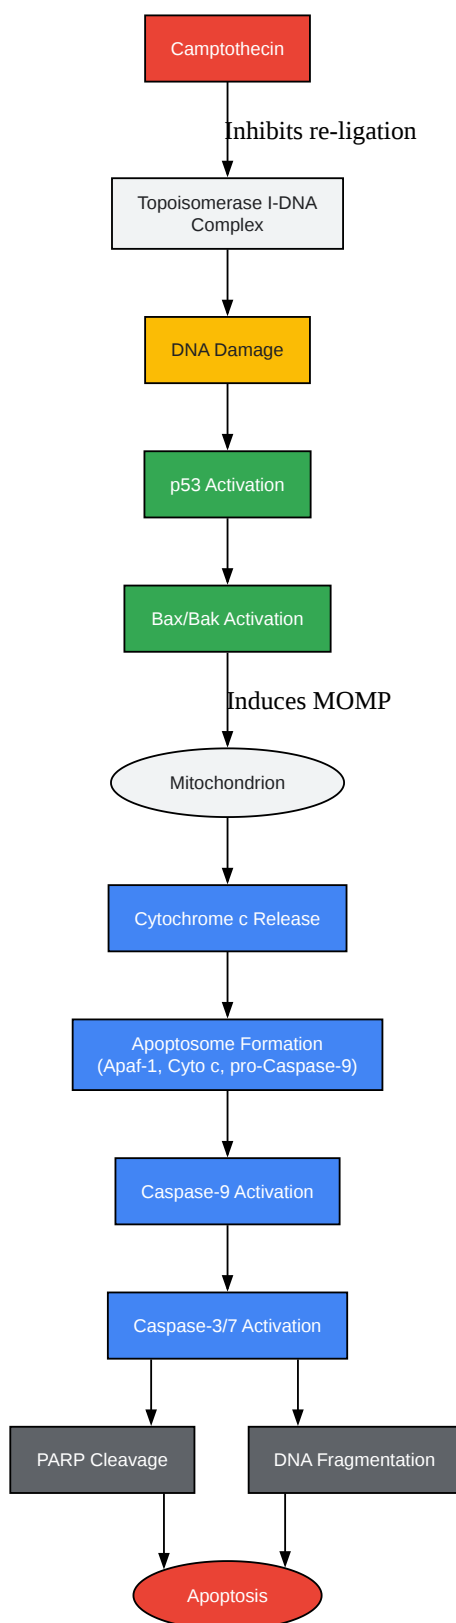 Camptothecin
Inhibits re-ligation
Topoisomerase I-DNA
Complex
DNA Damage
p53 Activation
Bax/Bak Activation
Induces MOMP
Mitochondrion
Cytochrome c Release
Apoptosome Formation
(Apaf-1, Cyto c, pro-Caspase-9)
Caspase-9 Activation
Caspase-3/7 Activation
PARP Cleavage
DNA Fragmentation
Apoptosis